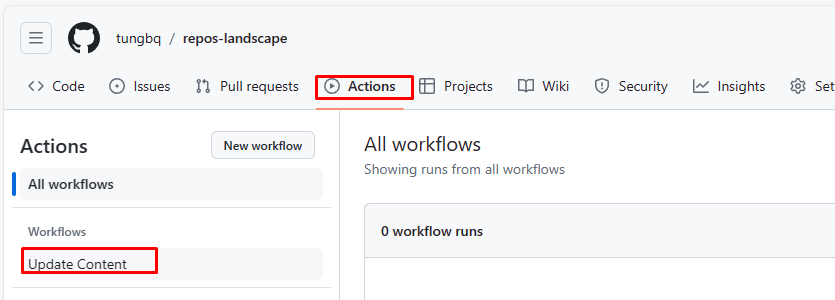 tungbq / repos-landscape
Code Issues Pull requests Actions Projects Wiki Security Insights Set
Actions New workflow
All workflows
Workflows
Update Content
All workflows
Showing runs from all workflows
0 workflow runs